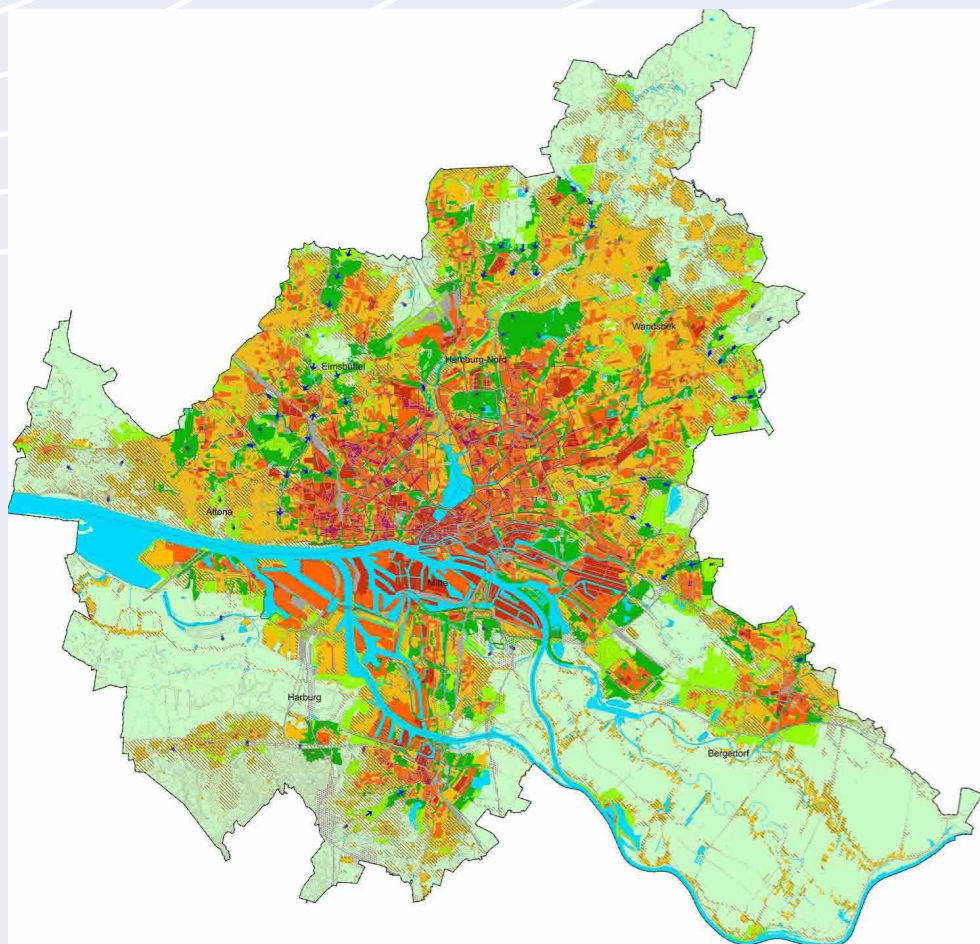 Wandsbek
Hamburg-Nord
Eimsbüttel
Altona
Mitte
Harburg
Bergedorf